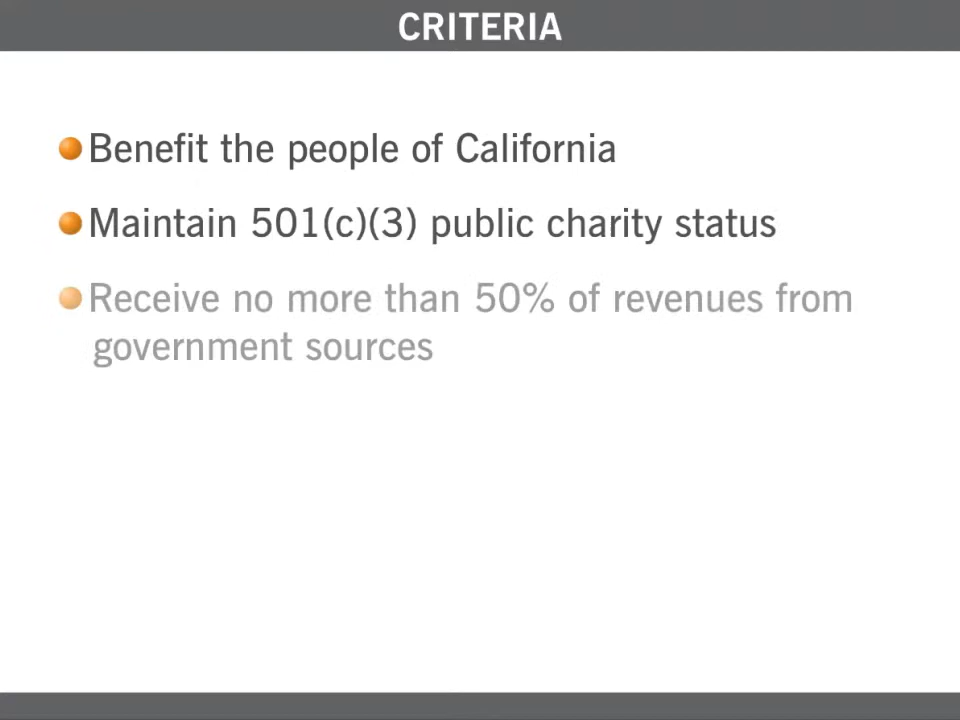 CRITERIA
Benefit the people of California
Maintain 501(c)(3) public charity status
Receive no more than 50% of revenues from
government sources